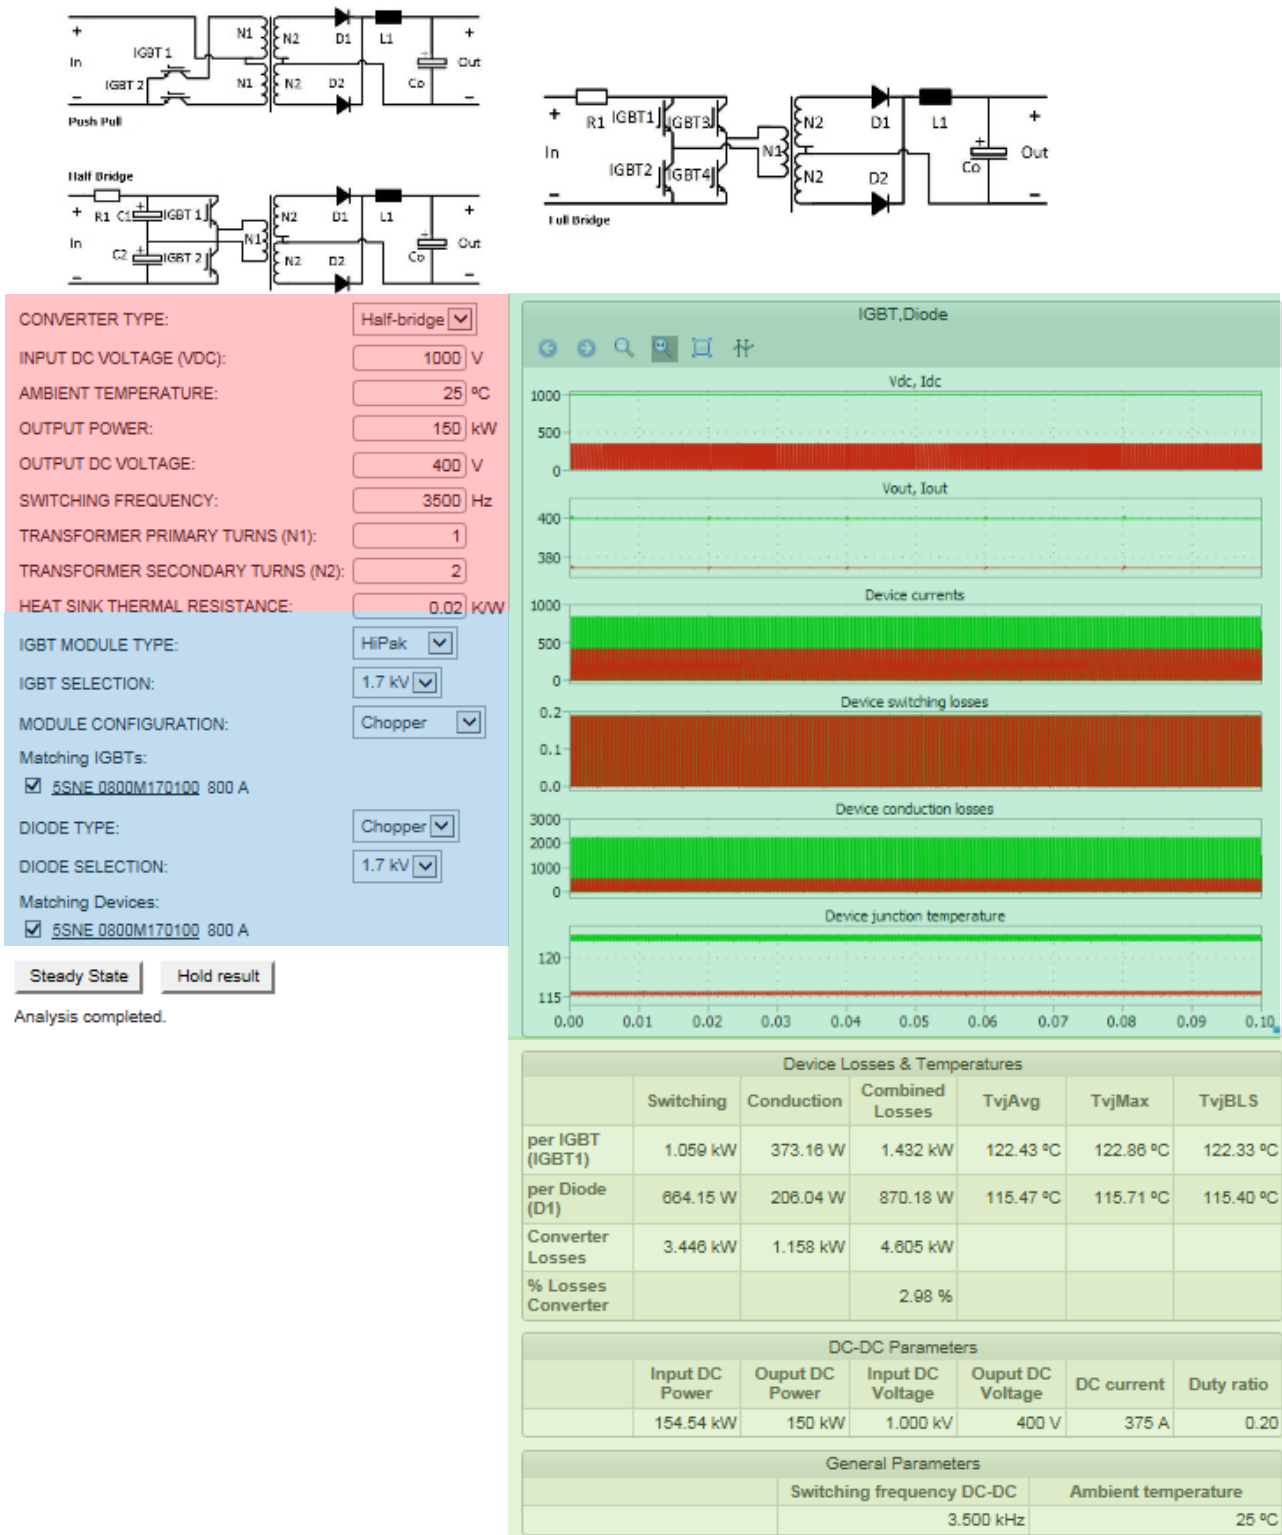 + N1 N2 D1 L1 +
IGBT 1
In Out
IGBT 2 N1 N2 D2 Co
− −
Push Pull
Half Bridge
+ R1 C1 + IGBT 1 N2 D1 L1 +
In N1 Out
C2 + IGBT 2 N2 D2 Co
− −
+ R1 IGBT1 IGBT3 N2 D1 L1 +
In N1 Out
IGBT2 IGBT4 N2 D2 Co
− −
Full Bridge
CONVERTER TYPE: Half-bridge
INPUT DC VOLTAGE (VDC): 1000 V
AMBIENT TEMPERATURE: 25 ºC
OUTPUT POWER: 150 kW
OUTPUT DC VOLTAGE: 400 V
SWITCHING FREQUENCY: 3500 Hz
TRANSFORMER PRIMARY TURNS (N1): 1
TRANSFORMER SECONDARY TURNS (N2): 2
HEAT SINK THERMAL RESISTANCE: 0.02 K/W
IGBT MODULE TYPE: HiPak
IGBT SELECTION: 1.7 kV
MODULE CONFIGURATION: Chopper
Matching IGBTs:
5SNE 0800M170100 800 A
DIODE TYPE: Chopper
DIODE SELECTION: 1.7 kV
Matching Devices:
5SNE 0800M170100 800 A
Steady State Hold result
Analysis completed.
IGBT,Diode
Vdc, Idc
1000
500
0
Vout, Iout
400
380
Device currents
1000
500
0
Device switching losses
0.2
0.1
0.0
Device conduction losses
3000
2000
1000
0
Device junction temperature
120
115
0.00 0.01 0.02 0.03 0.04 0.05 0.06 0.07 0.08 0.09 0.10
Device Losses & Temperatures
Switching Conduction Combined Losses TvjAvg TvjMax TvjBLS
per IGBT (IGBT1) 1.059 kW 373.16 W 1.432 kW 122.43 ºC 122.86 ºC 122.33 ºC
per Diode (D1) 664.15 W 206.04 W 870.18 W 115.47 ºC 115.71 ºC 115.40 ºC
Converter Losses 3.446 kW 1.158 kW 4.605 kW
% Losses Converter 2.98 %
DC-DC Parameters
Input DC Power Ouput DC Power Input DC Voltage Ouput DC Voltage DC current Duty ratio
154.54 kW 150 kW 1.000 kV 400 V 375 A 0.20
General Parameters
Switching frequency DC-DC Ambient temperature
3.500 kHz 25 ºC